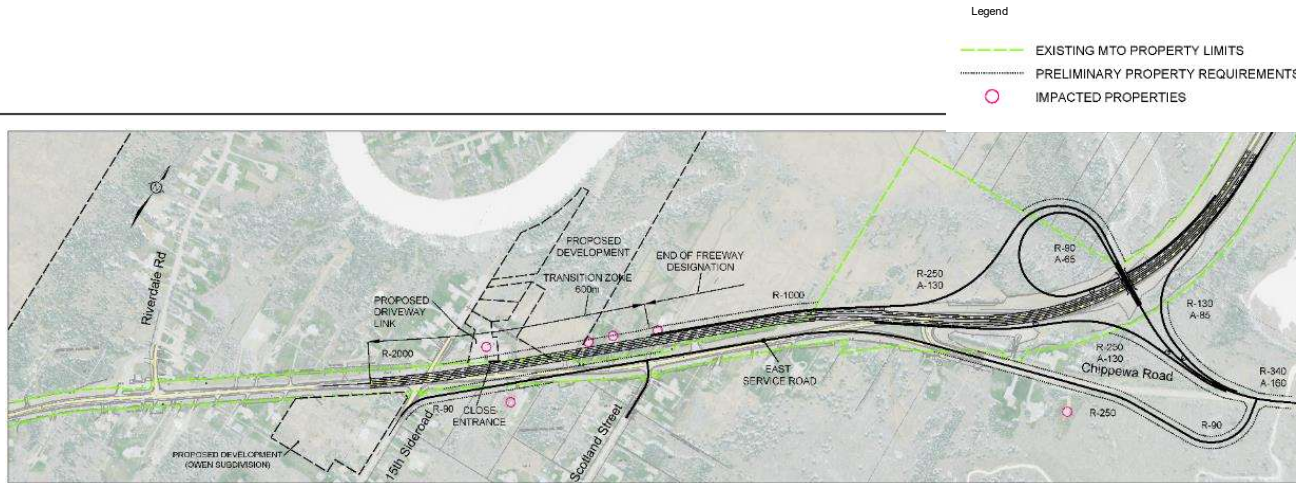 Legend
EXISTING MTO PROPERTY LIMITS
PRELIMINARY PROPERTY REQUIREMENTS
IMPACTED PROPERTIES
Riverdale Rd
PROPOSED
DEVELOPMENT
TRANSITION ZONE
600m
END OF FREEWAY
DESIGNATION
PROPOSED
DRIVEWAY
LINK
R-2000
R-1000
R-250
A-130
R-90
A-65
R-130
A-85
R-250
A-130
Chippewa Road
R-340
A-160
R-250
R-90
EAST
SERVICE ROAD
Scotland Street
R-90
CLOSE
ENTRANCE
15th Sideroad
PROPOSED DEVELOPMENT
(OWEN SUBDIVISION)